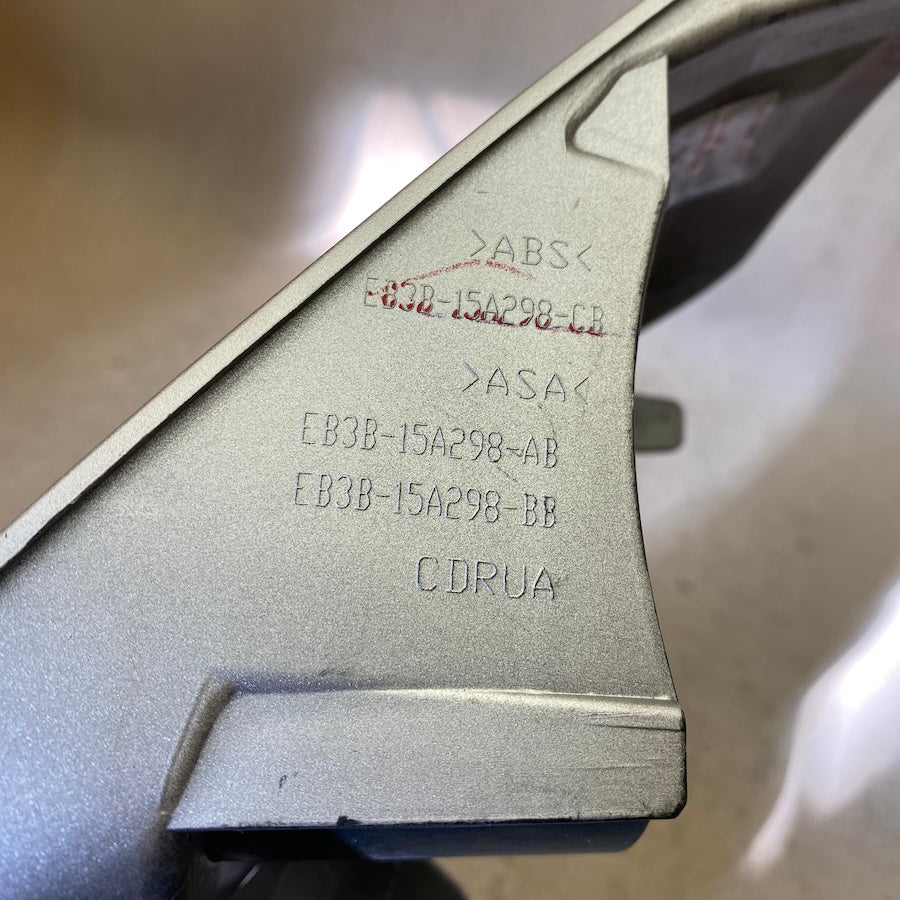 >ABS<
EB3B-15A298-CB
>ASA<
EB3B-15A298-AB
EB3B-15A298-BB
CDRUA